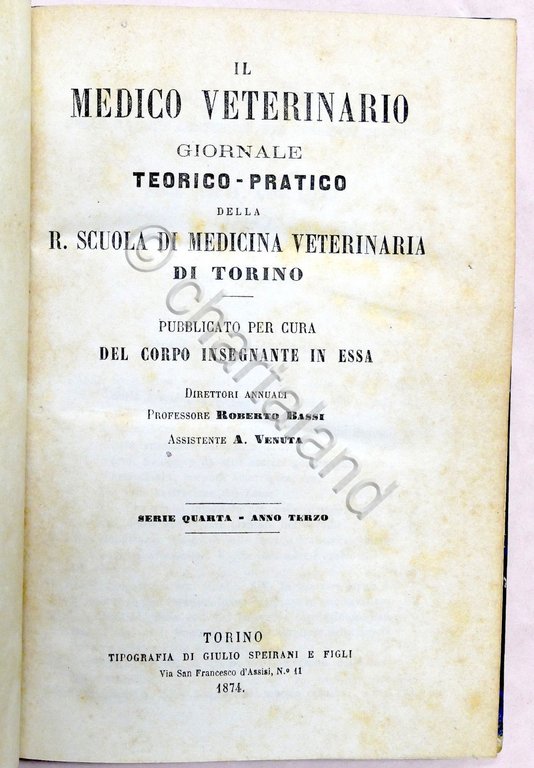 IL
MEDICO VETERINARIO
GIORNALE
TEORICO-PRATICO
DELLA
R. SCUOLA DI MEDICINA VETERINARIA
DI TORINO
PUBBLICATO PER CURA
DEL CORPO INSEGNANTE IN ESSA
DIRETTORI ANNUALI
PROFESSORE ROBERTO BASSI
ASSISTENTE A. VENUTA
SERIE QUARTA - ANNO TERZO
TORINO
TIPOGRAFIA DI GIULIO SPEIRANI E FIGLI
Via San Francesco d'Assisi, N.º 11
1874.
© chartaland